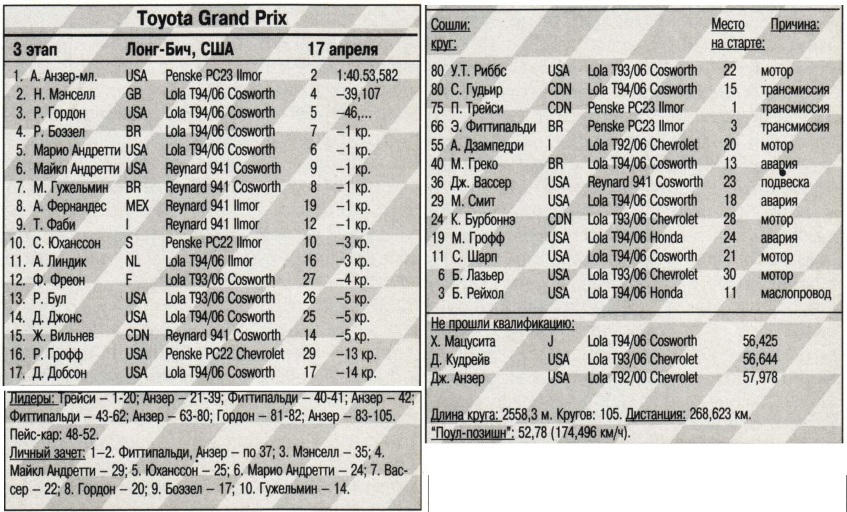 Toyota Grand Prix
3 этап Лонг-Бич, США 17 апреля
1. А. Анзер-мл. USA Penske PC23 Ilmor 2 1:40.53,582
2. Н. Мэнселл GB Lola T94/06 Cosworth 4 –39,107
3. Р. Гордон USA Lola T94/06 Cosworth 5 –46,...
4. Р. Боэзел BR Lola T94/06 Cosworth 7 –1 кр.
5. Марио Андретти USA Lola T94/06 Cosworth 6 –1 кр.
6. Майкл Андретти USA Reynard 941 Cosworth 9 –1 кр.
7. М. Гужельмин BR Reynard 941 Cosworth 8 –1 кр.
8. А. Фернандес MEX Reynard 941 Ilmor 19 –1 кр.
9. Т. Фаби I Reynard 941 Ilmor 12 –1 кр.
10. С. Юханссон S Penske PC22 Ilmor 10 –3 кр.
11. А. Линдик NL Lola T94/06 Ilmor 16 –3 кр.
12. Ф. Фреон F Lola T93/06 Cosworth 27 –4 кр.
13. Р. Бул USA Lola T93/06 Cosworth 26 –5 кр.
14. Д. Джонс USA Lola T94/06 Cosworth 25 –5 кр.
15. Ж. Вильнев CDN Reynard 941 Cosworth 14 –5 кр.
16. Р. Грофф USA Penske PC22 Chevrolet 29 –13 кр.
17. Д. Добсон USA Lola T94/06 Cosworth 17 –14 кр.
Лидеры: Трейси – 1-20; Анзер – 21-39; Фиттипальди – 40-41; Анзер – 42;
Фиттипальди – 43-62; Анзер – 63-80; Гордон – 81-82; Анзер – 83-105.
Пейс-кар: 48-52.
Личный зачет: 1–2. Фиттипальди, Анзер – по 37; 3. Мэнселл – 35; 4.
Майкл Андретти – 29; 5. Юханссон – 25; 6. Марио Андретти – 24; 7. Вас-
сер – 22; 8. Гордон – 20; 9. Боэзел – 17; 10. Гужельмин – 14.
Сошли: Место Причина:
круг: на старте:
80 У.Т. Риббс USA Lola T93/06 Cosworth 22 мотор
80 С. Гудьир CDN Lola T94/06 Cosworth 15 трансмиссия
75 П. Трейси CDN Penske PC23 Ilmor 1 трансмиссия
66 Э. Фиттипальди BR Penske PC23 Ilmor 3 трансмиссия
55 А. Дзампедри I Lola T92/06 Chevrolet 20 мотор
40 М. Греко BR Lola T94/06 Cosworth 13 авария
36 Дж. Вассер USA Reynard 941 Cosworth 23 подвеска
29 М. Смит USA Lola T94/06 Cosworth 18 авария
24 К. Бурбоннэ CDN Lola T93/06 Chevrolet 28 мотор
19 М. Грофф USA Lola T94/06 Honda 24 авария
11 С. Шарп USA Lola T94/06 Cosworth 21 мотор
6 Б. Лазьер USA Lola T93/06 Chevrolet 30 мотор
3 Б. Рейхол USA Lola T94/06 Honda 11 маслопровод
Не прошли квалификацию:
Х. Мацусита J Lola T94/06 Cosworth 56,425
Д. Кудрейв USA Lola T93/06 Chevrolet 56,644
Дж. Анзер USA Lola T92/00 Chevrolet 57,978
Длина круга: 2558,3 м. Кругов: 105. Дистанция: 268,623 км.
"Поул-позишн": 52,78 (174,496 км/ч).